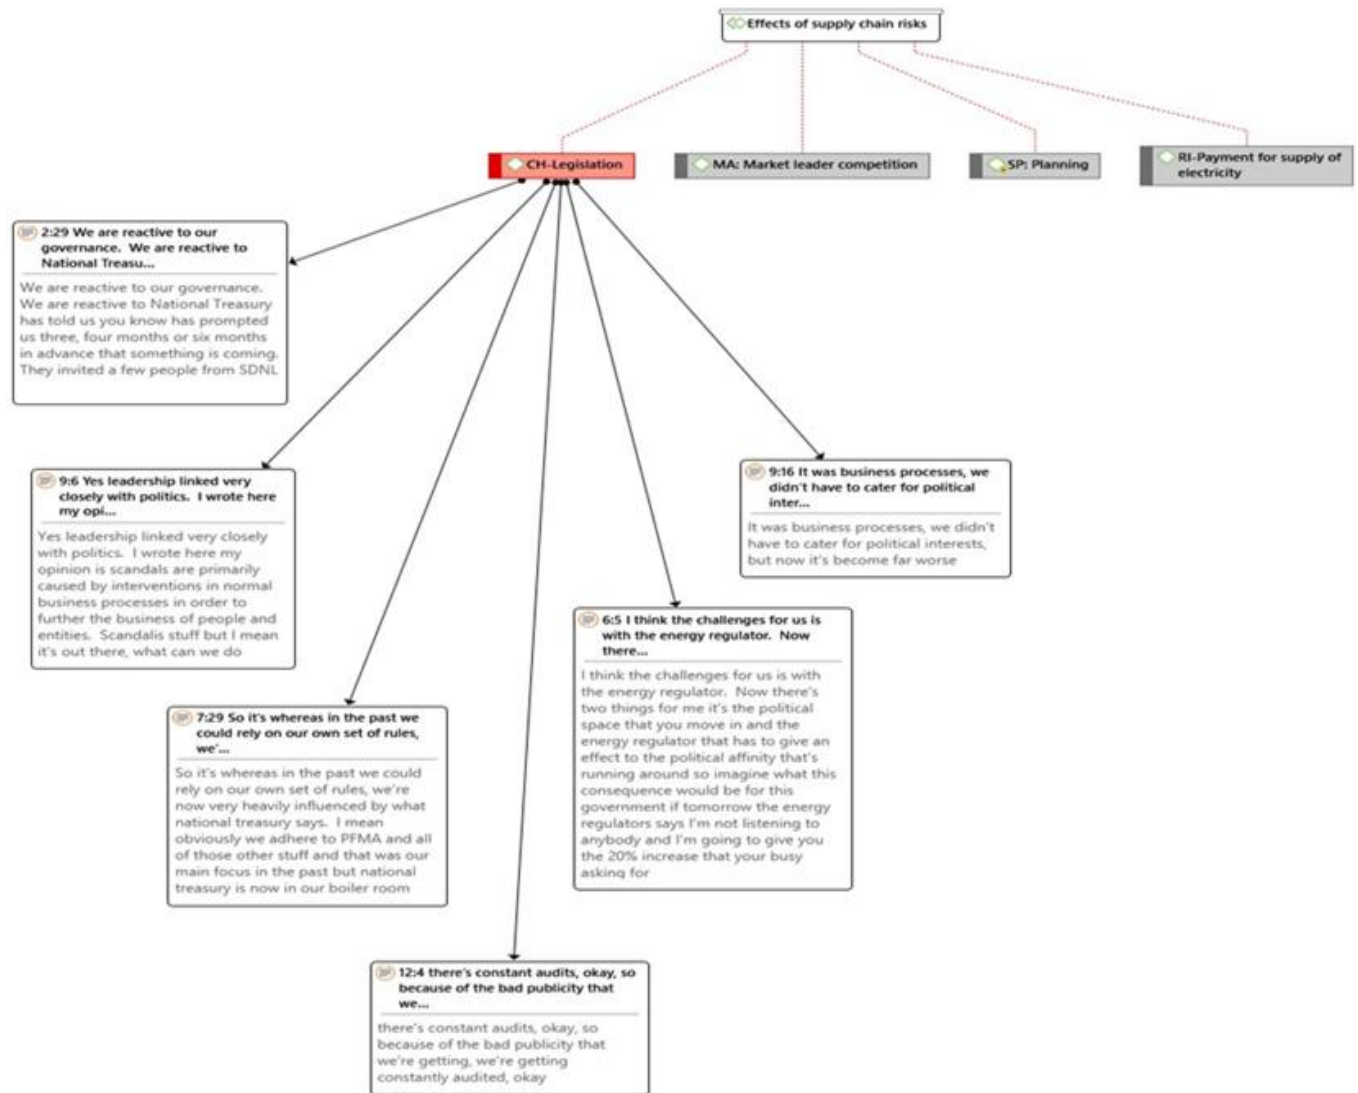 Effects of supply chain risks
CH-Legislation
MA: Market leader competition
SP: Planning
RI-Payment for supply of
electricity
2:29 We are reactive to our
governance.  We are reactive to
National Treasu...
We are reactive to our governance.
We are reactive to National Treasury
has told us you know has prompted
us three, four months or six months
in advance that something is coming.
They invited a few people from SDNL
9:6 Yes leadership linked very
closely with politics.  I wrote here
my opi...
Yes leadership linked very closely
with politics.  I wrote here my
opinion is scandals are primarily
caused by interventions in normal
business processes in order to
further the business of people and
entities.  Scandalis stuff but I mean
it's out there, what can we do
9:16 It was business processes, we
didn't have to cater for political
inter...
It was business processes, we didn't
have to cater for political interests,
but now it's become far worse
6:5 I think the challenges for us is
with the energy regulator.  Now
there...
I think the challenges for us is with
the energy regulator.  Now there's
two things for me it's the political
space that you move in and the
energy regulator that has to give an
effect to the political affinity that's
running around so imagine what this
consequence would be for this
government if tomorrow the energy
regulators says I'm not listening to
anybody and I'm going to give you
the 20% increase that your busy
asking for
7:29 So it's whereas in the past we
could rely on our own set of rules,
we'...
So it's whereas in the past we could
rely on our own set of rules, we're
now very heavily influenced by what
national treasury says.  I mean
obviously we adhere to PFMA and all
of those other stuff and that was our
main focus in the past but national
treasury is now in our boiler room
12:4 there's constant audits, okay, so
because of the bad publicity that
we...
there's constant audits, okay, so
because of the bad publicity that
we're getting, we're getting
constantly audited, okay